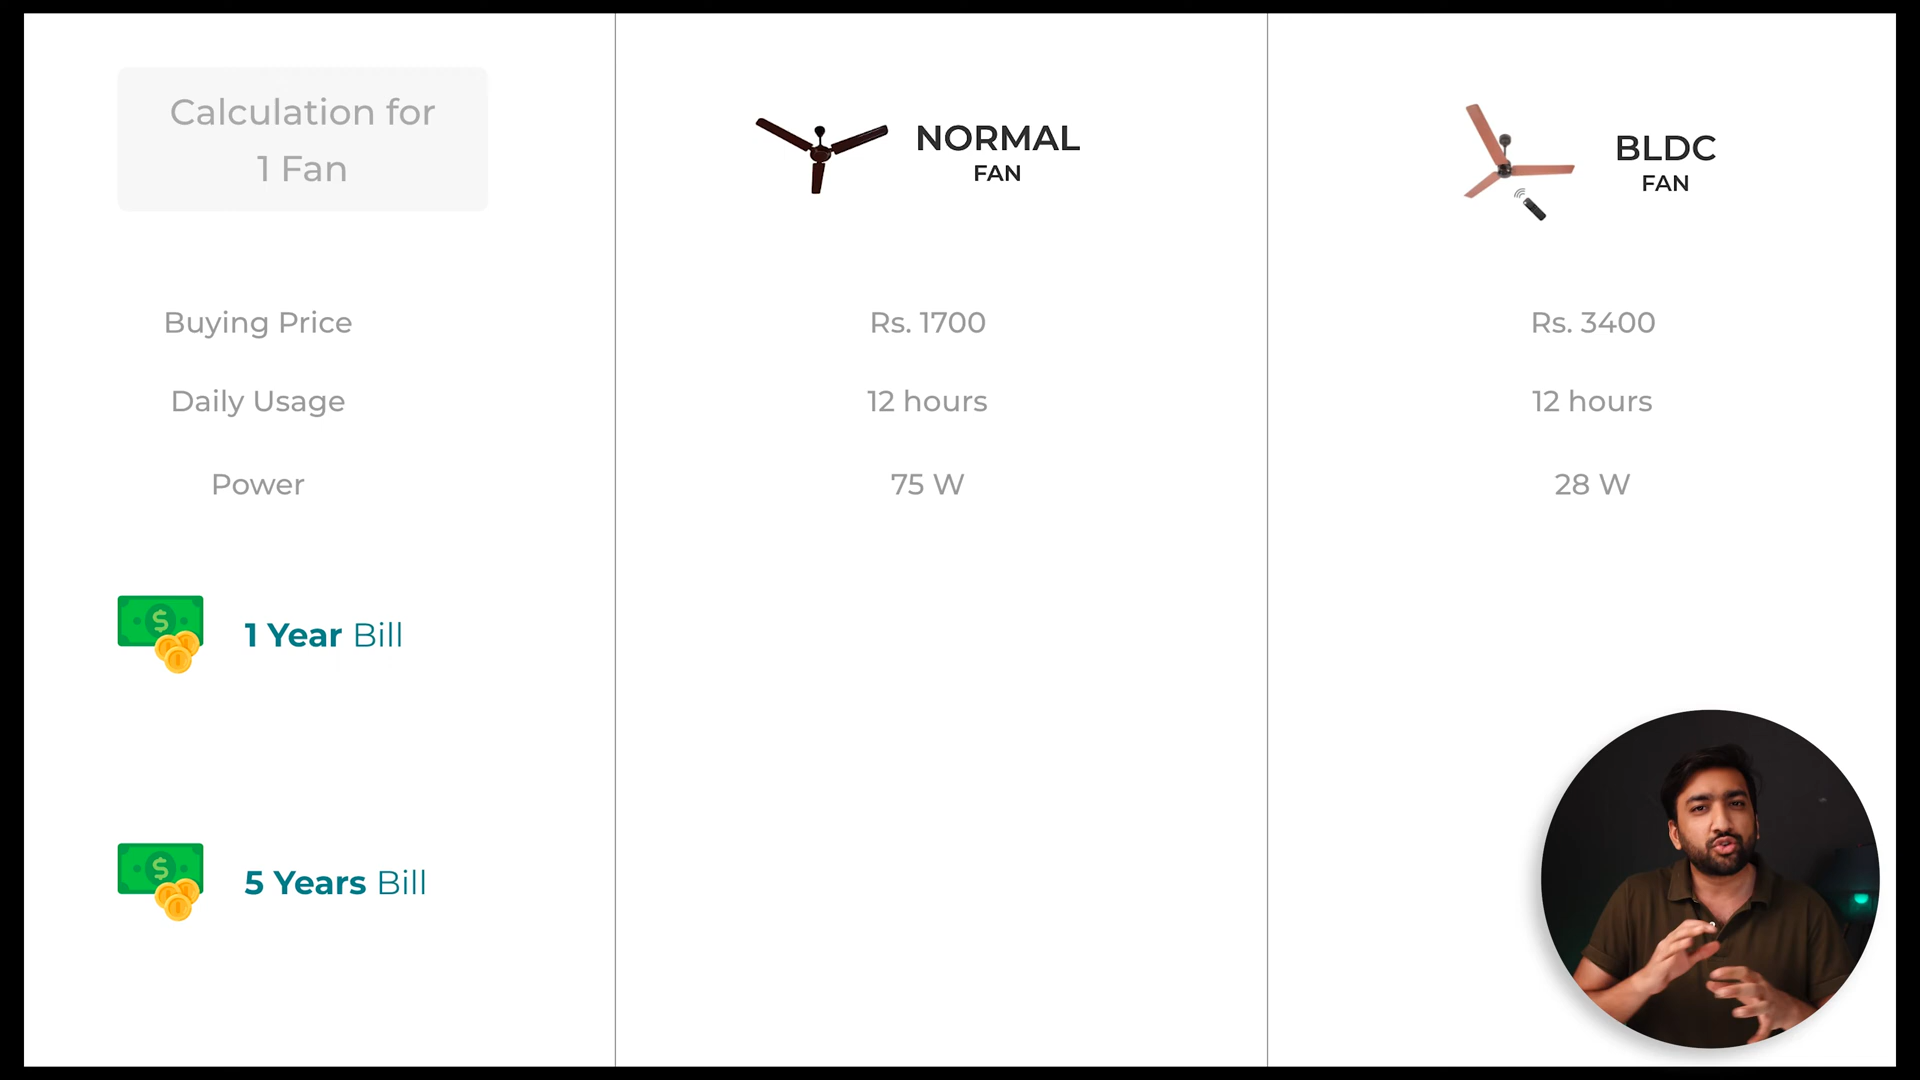 Calculation for
1 Fan
NORMAL
FAN
BLDC
FAN
Buying Price
Rs. 1700
Rs. 3400
Daily Usage
12 hours
12 hours
Power
75 W
28 W
$
1 Year Bill
$
5 Years Bill